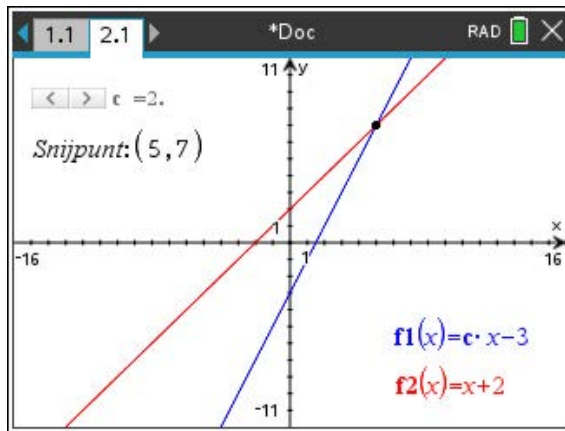 1.1 2.1 *Doc RAD
11 y
< > c =2.
Snijpunt:(5,7)
1
x
-16 1 16
f1(x)=c· x−3
f2(x)=x+2
-11